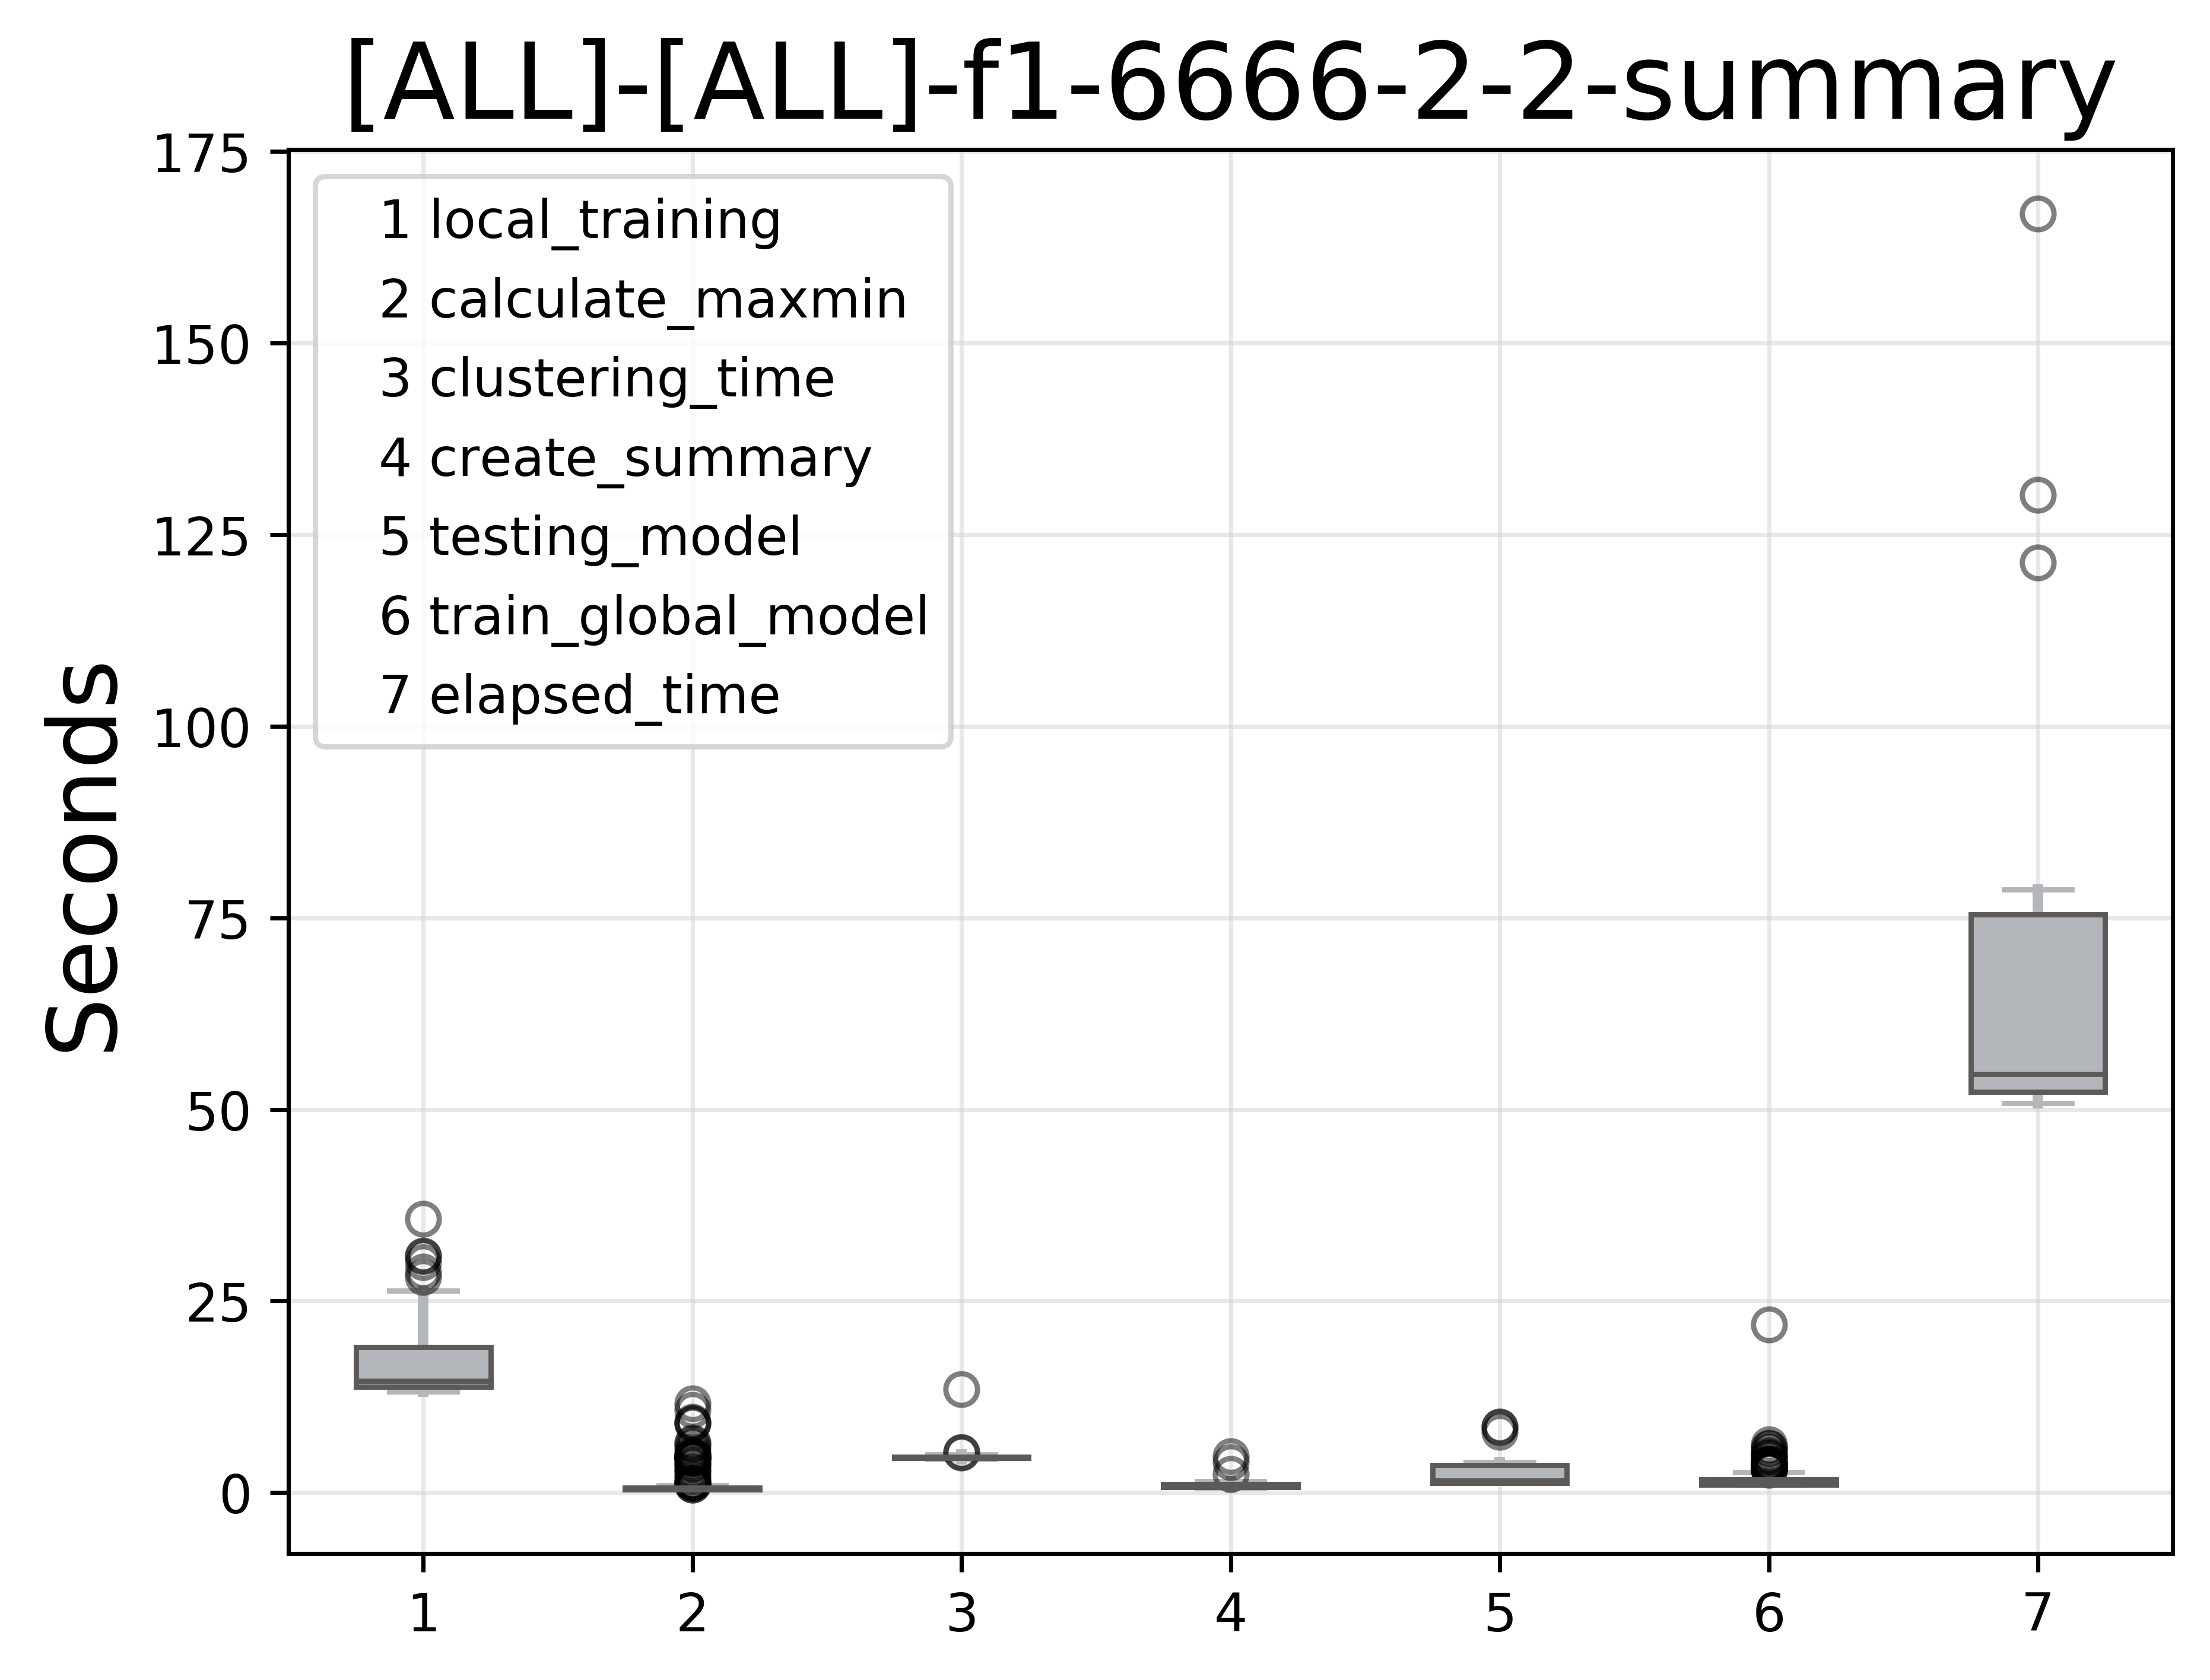 [ALL]-[ALL]-f1-6666-2-2-summary
175
150
125
100
75
50
25
0
Seconds
1 local_training
2 calculate_maxmin
3 clustering_time
4 create_summary
5 testing_model
6 train_global_model
7 elapsed_time
1 2 3 4 5 6 7